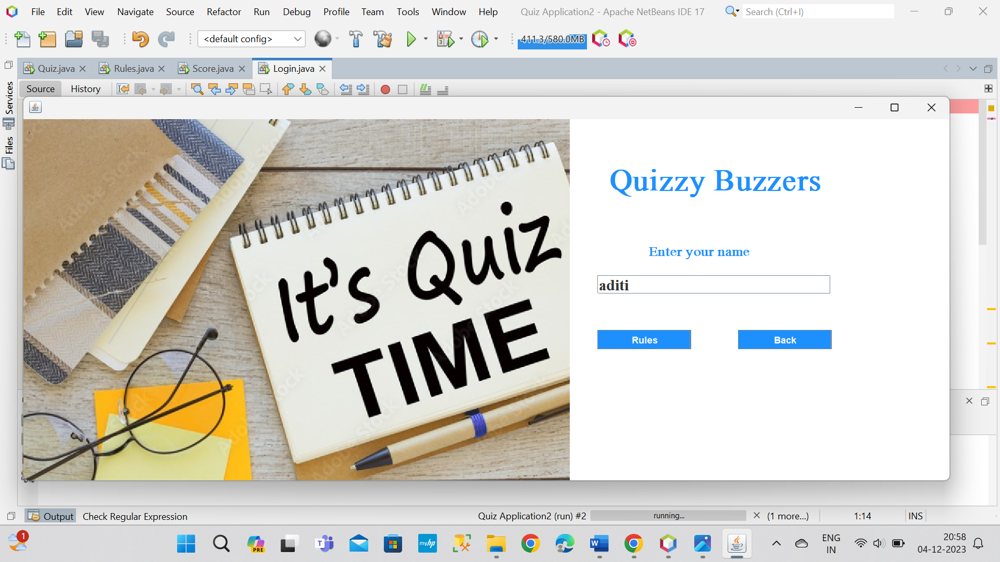 File Edit View Navigate Source Refactor Run Debug Profile Team Tools Window Help Quiz Application2 - Apache NetBeans IDE 17 Search (Ctrl+I)
<default config> 411.3/580.0MB
Quiz.java Rules.java Score.java Login.java
Source History
Services
Files
It's Quiz
TIME
Quizzy Buzzers
Enter your name
aditi
Rules Back
Output Check Regular Expression Quiz Application2 (run) #2 running... (1 more...) 1:14 INS
1 PRE T myhp W ENG
IN 20:58
04-12-2023
Adobe Stock